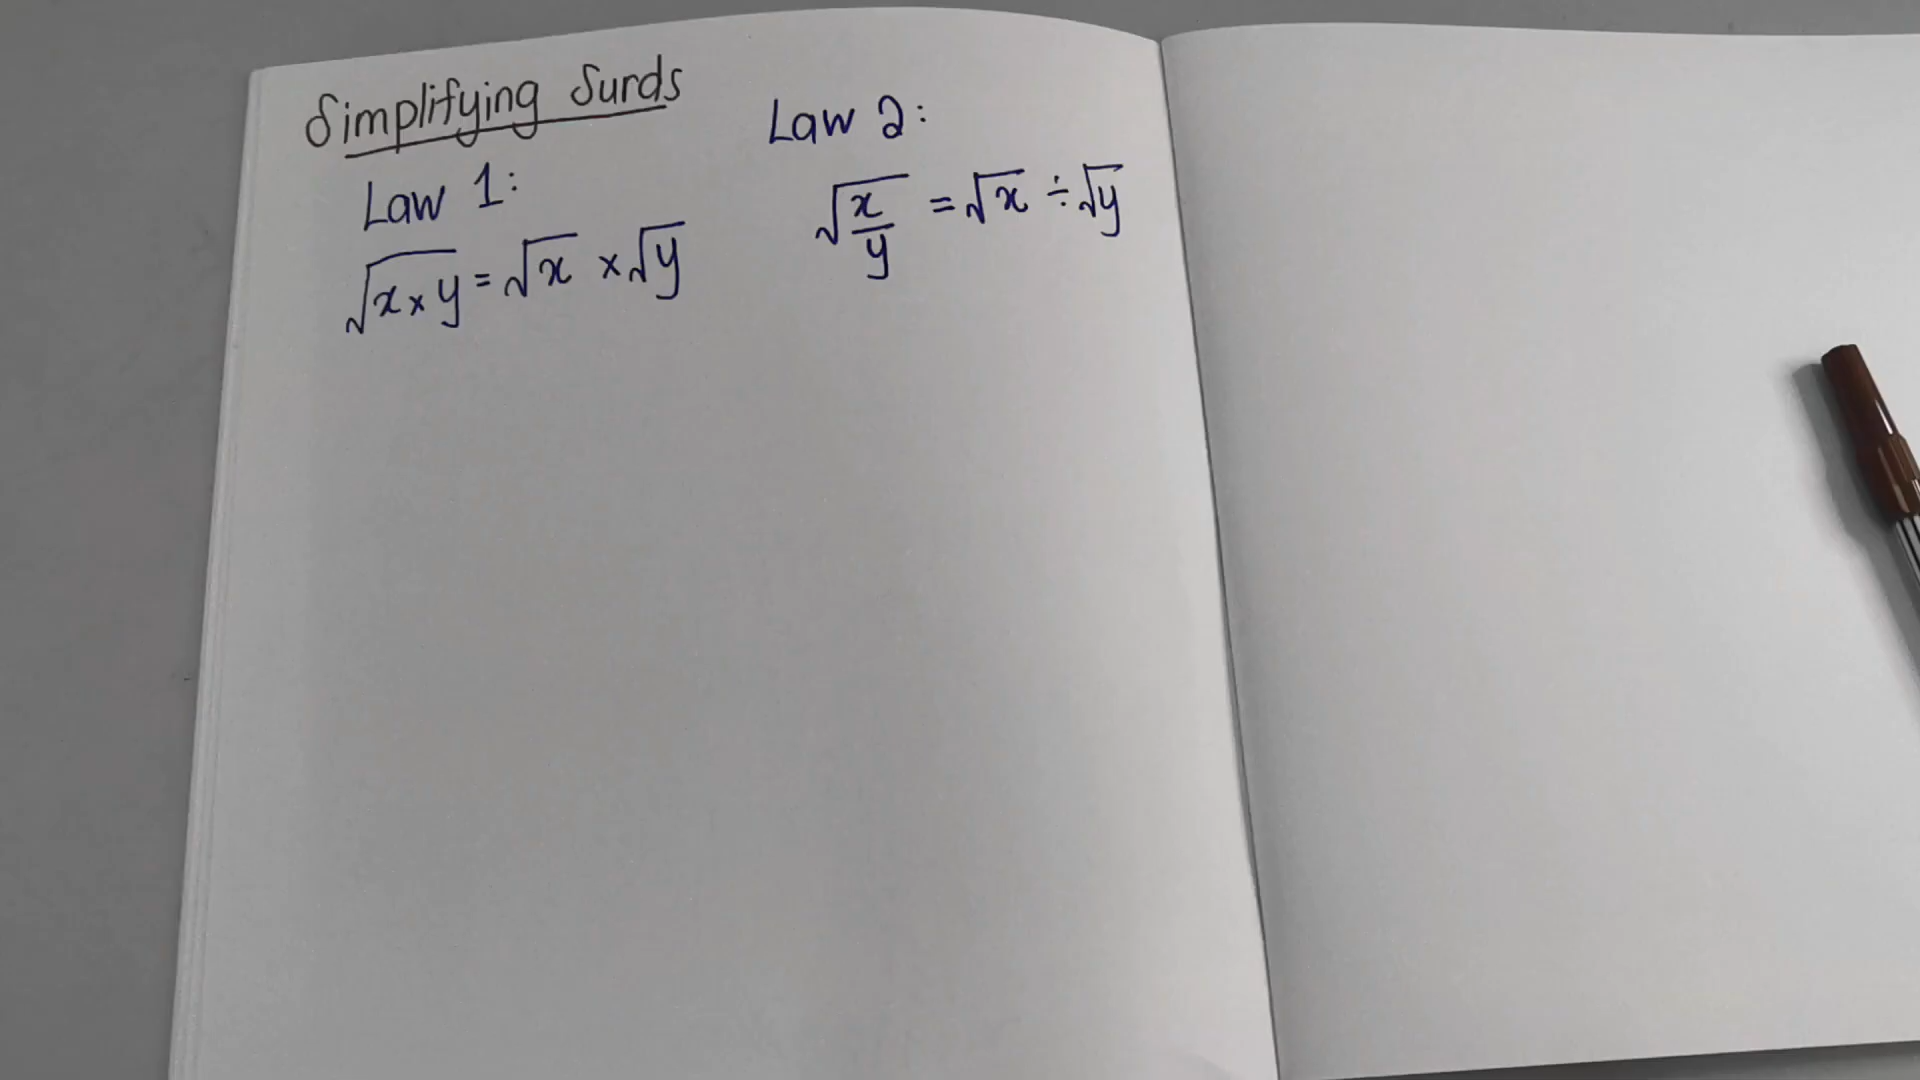 Simplifying Surds
Law 1:
√(x × y) = √x × √y
Law 2:
√(x/y) = √x ÷ √y